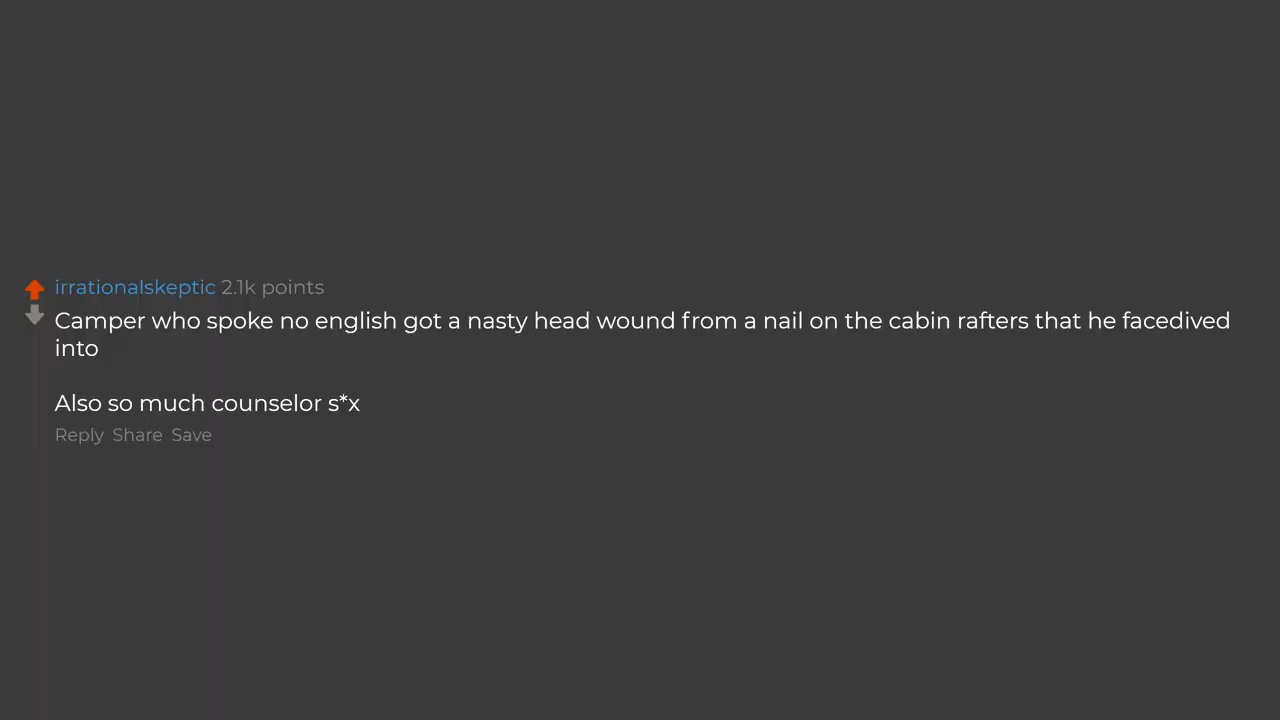 irrationalskeptic 2.1k points
Camper who spoke no english got a nasty head wound from a nail on the cabin rafters that he facedived
into
Also so much counselor s*x
Reply Share Save